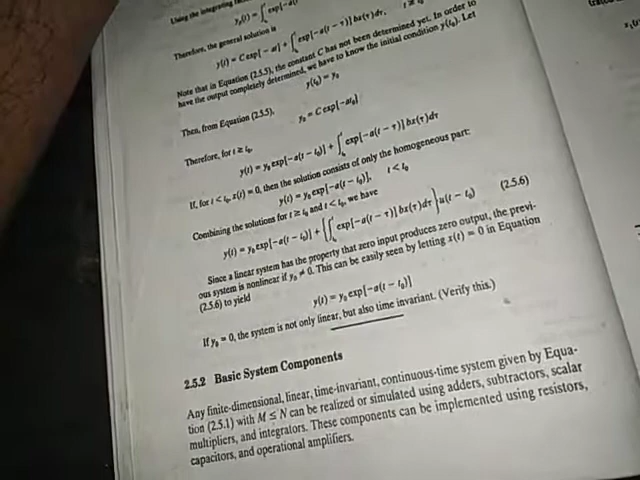 Using the integrating
y₁(t) = ∫ exp[−a(t
Therefore, the general solution is
y(t) = C exp[− at] + ∫ exp[−a(t − τ)] bx(τ) dτ,
Note that in Equation (2.5.5), the constant C has not been determined yet. In order to
have the output completely determined, we have to know the initial condition y(t₀). Let
y(t₀) = y₀
Then, from Equation (2.5.5),
y₀ = C exp[−at₀]
Therefore, for t ≥ t₀,
y(t) = y₀ exp[−a(t − t₀)] + ∫ exp[−a(t − τ)] bx(τ) dτ
If, for t < t₀, x(t) = 0, then the solution consists of only the homogeneous part:
y(t) = y₀ exp[−a(t − t₀)], t < t₀
Combining the solutions for t ≥ t₀ and t < t₀, we have
y(t) = y₀ exp[−a(t − t₀)] + {∫ exp[−a(t − τ)] bx(τ) dτ} u(t − t₀) (2.5.6)
Since a linear system has the property that zero input produces zero output, the previ-
ous system is nonlinear if y₀ ≠ 0. This can be easily seen by letting x(t) = 0 in Equation
(2.5.6) to yield
y(t) = y₀ exp[−a(t − t₀)]
If y₀ = 0, the system is not only linear, but also time invariant. (Verify this.)
2.5.2 Basic System Components
Any finite-dimensional, linear, time-invariant, continuous-time system given by Equa-
tion (2.5.1) with M ≤ N can be realized or simulated using adders, subtractors, scalar
multipliers, and integrators. These components can be implemented using resistors,
capacitors, and operational amplifiers.